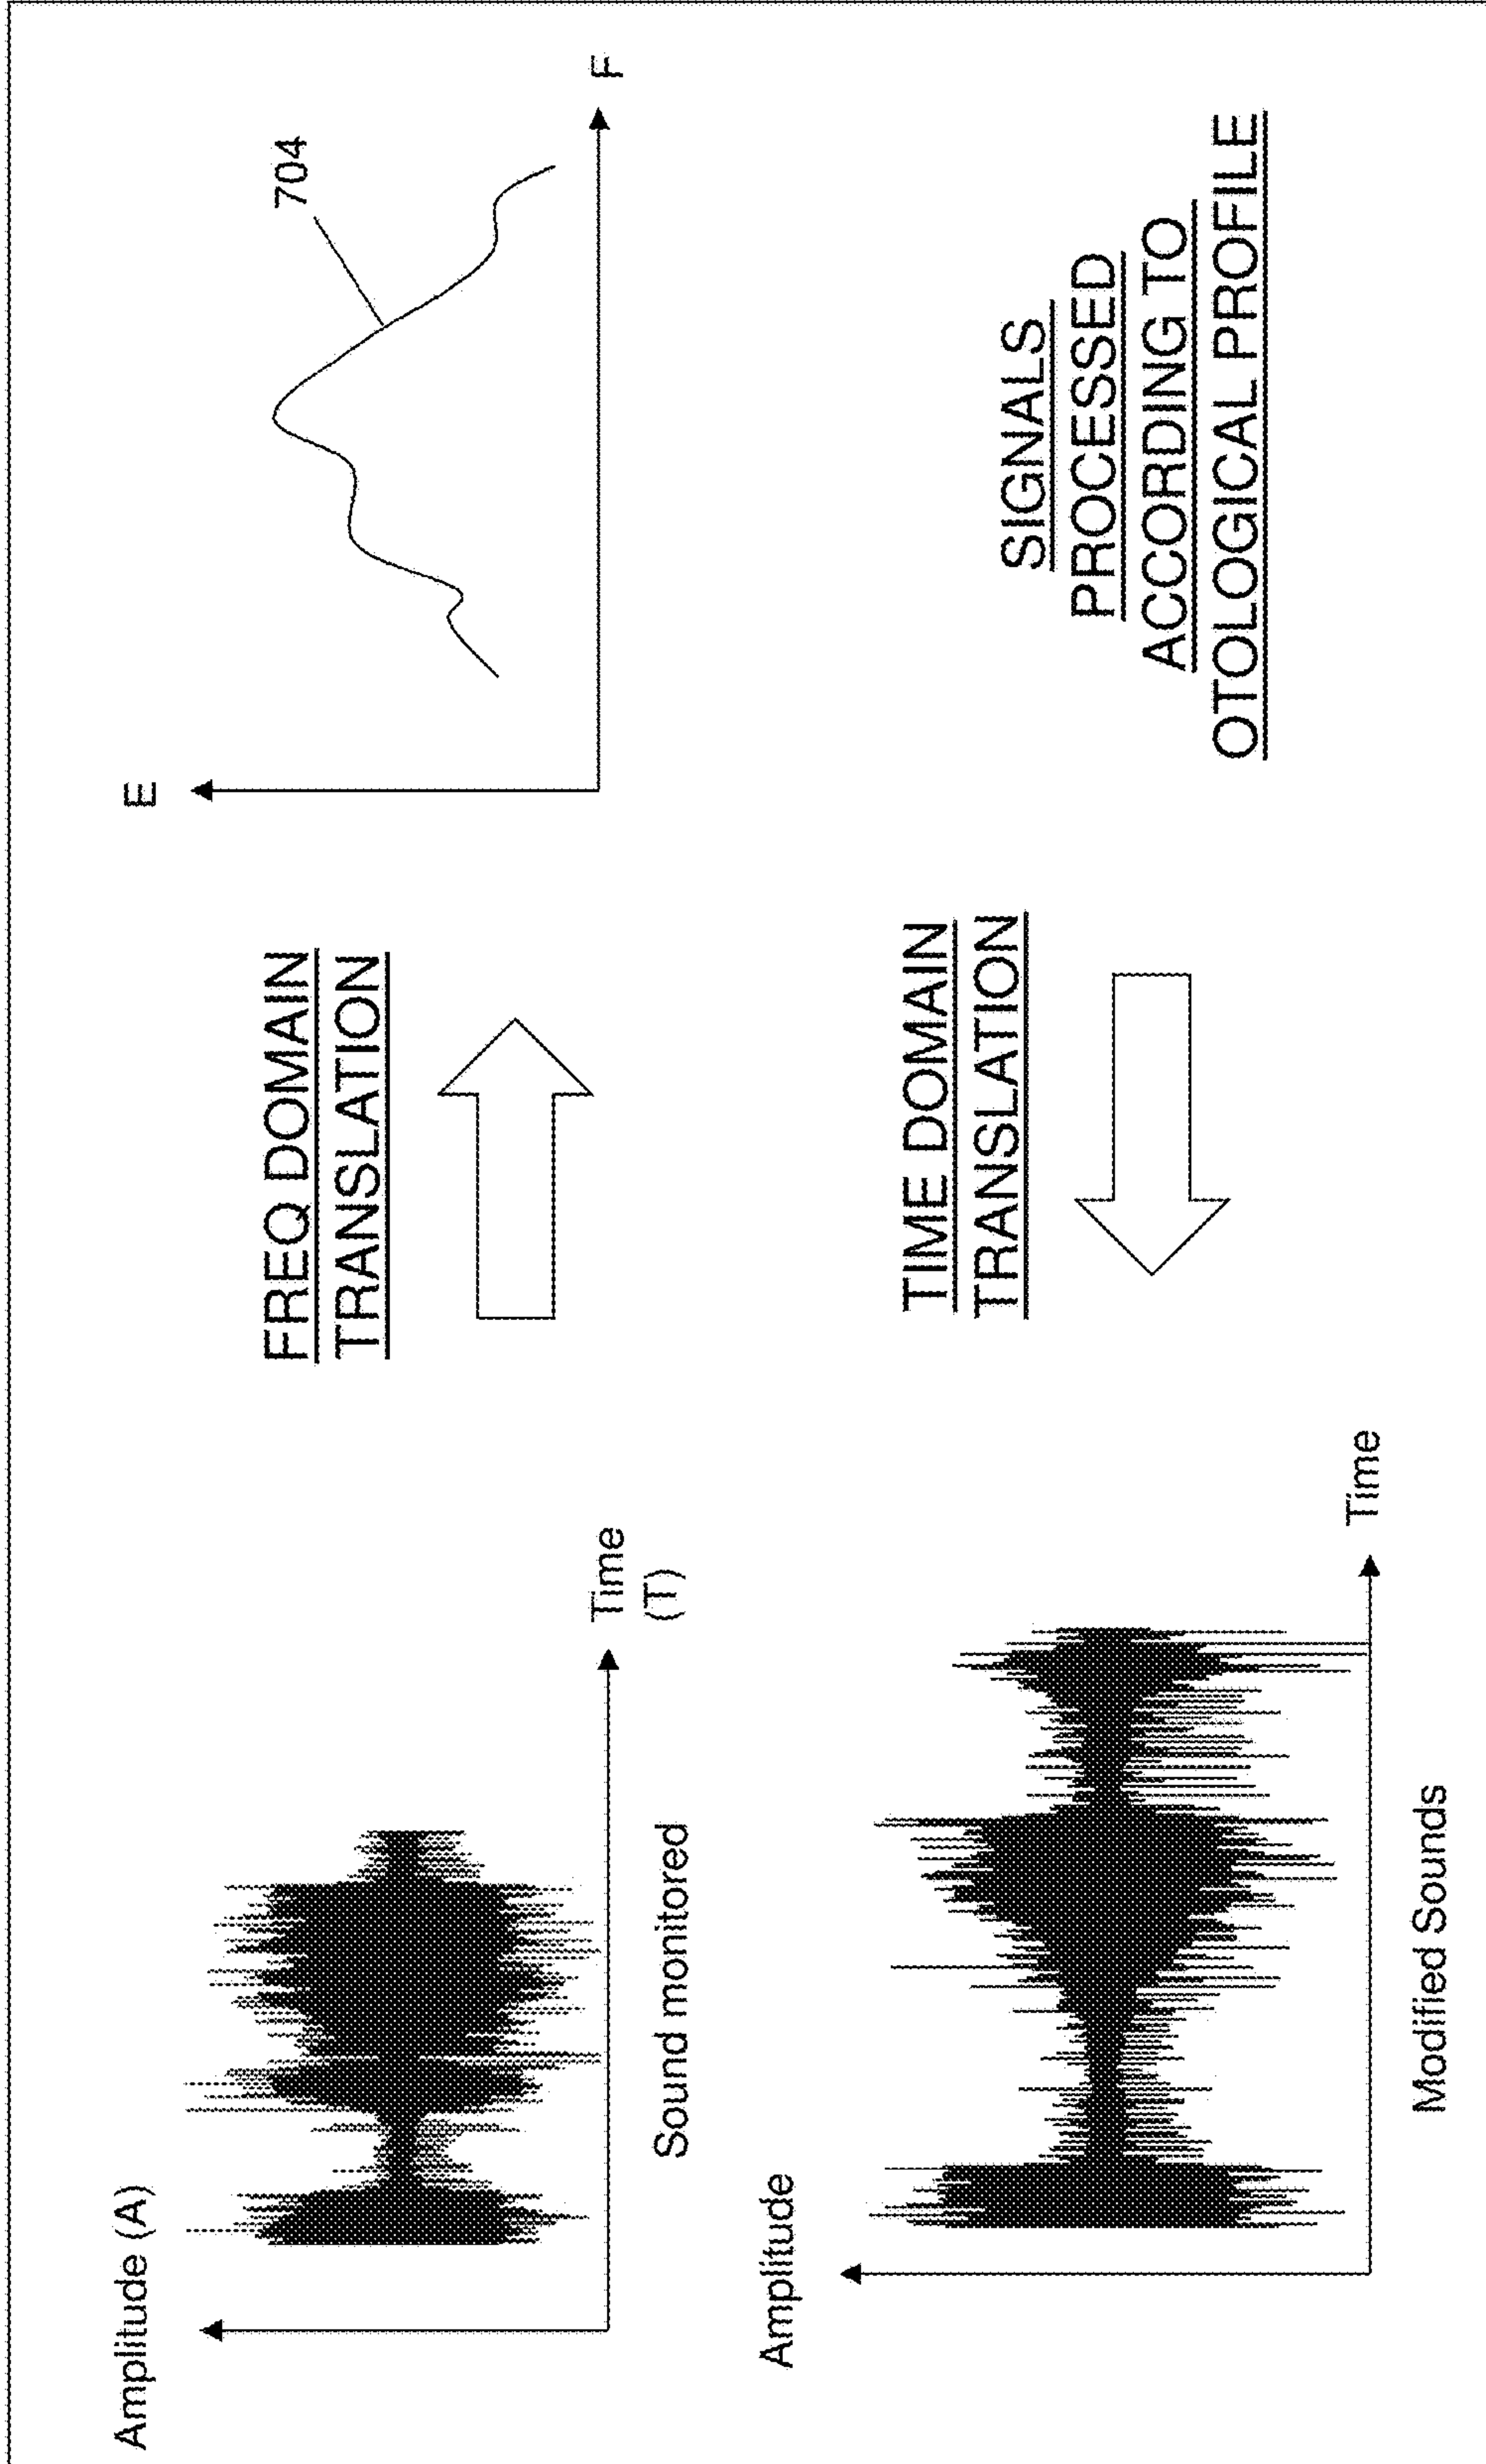 Amplitude (A)
Time
(T)
Sound monitored
FREQ DOMAIN
TRANSLATION
E
704
F
Amplitude
Time
Modified Sounds
TIME DOMAIN
TRANSLATION
SIGNALS
PROCESSED
ACCORDING TO
OTOLOGICAL PROFILE